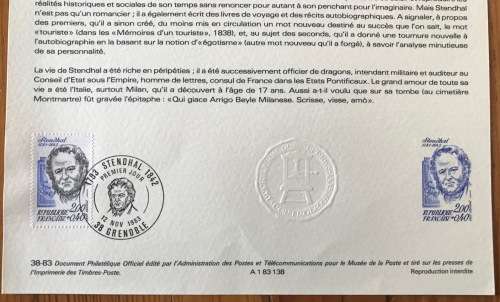 réalités historiques et sociales de son temps sans renoncer pour autant à son penchant pour l'imaginaire. Mais Stendhal
n'est pas qu'un romancier ; il a également écrit des livres de voyage et des récits autobiographiques. A signaler, à propos
des premiers, qu'il a sinon créé, du moins mis en circulation un mot nouveau destiné au succès que l'on sait, le mot
«touriste» (dans les «Mémoires d'un touriste», 1838), et, au sujet des seconds, qu'il a donné une tournure nouvelle à
l'autobiographie en la basant sur la notion d'«égotisme» (autre mot nouveau qu'il a forgé), à savoir l'analyse minutieuse
de sa personnalité.
La vie de Stendhal a été riche en péripéties ; il a été successivement officier de dragons, intendant militaire et auditeur au
Conseil d'Etat sous l'Empire, homme de lettres, consul de France dans les Etats Pontificaux. Le grand amour de toute
sa vie a été l'Italie, surtout Milan, qu'il a découvert à l'âge de 17 ans. Aussi a-t-il voulu que sur sa tombe (au cimetière
Montmartre) fût gravée l'épitaphe : «Qui giace Arrigo Beyle Milanese. Scrisse, visse, amò».
Stendhal
1783-1842
2,00
+0,40
RÉPUBLIQUE
FRANÇAISE
1783 STENDHAL 1842
PREMIER JOUR
12 NOV 1983
38 GRENOBLE
Stendhal
1783-1842
2,00
+0,40
RÉPUBLIQUE
FRANÇAISE
38-83 Document Philatélique Officiel édité par l'Administration des Postes et Télécommunications pour le Musée de la Poste et tiré sur les presses de
l'Imprimerie des Timbres-Poste.
A 1 83 138
Reproduction interdite